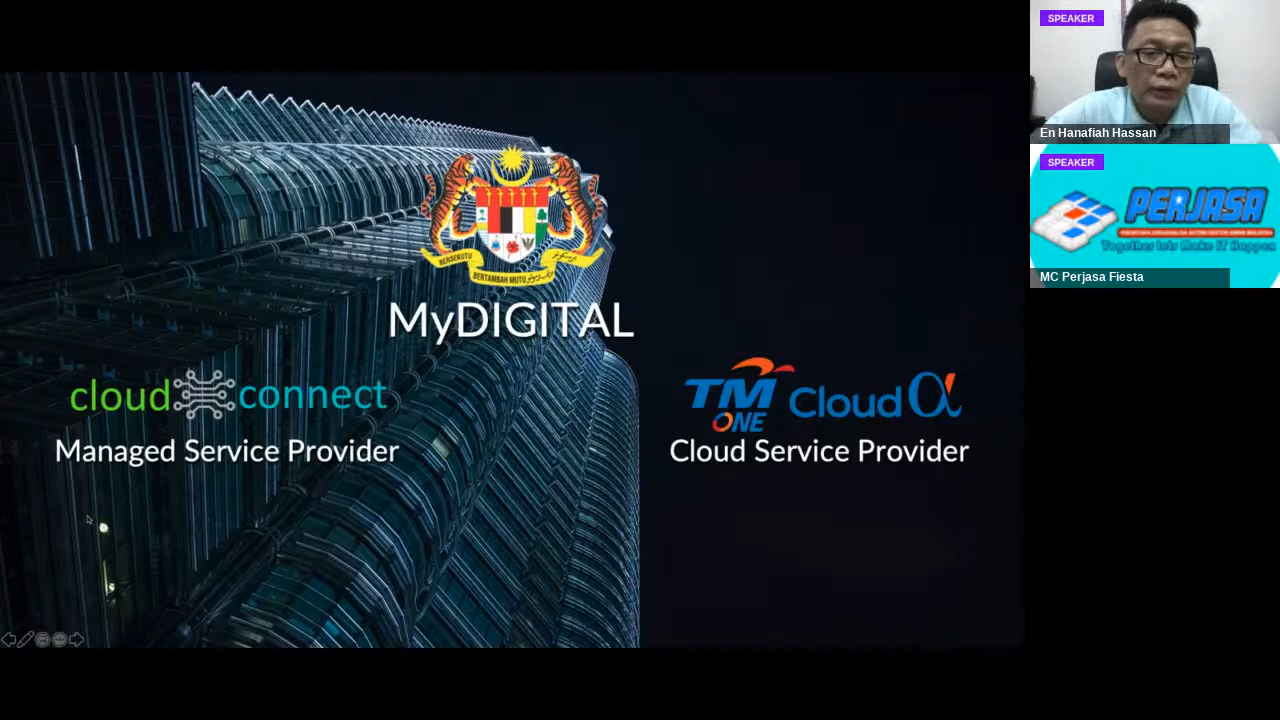 SPEAKER
En Hanafiah Hassan
SPEAKER
PERJASA
Together lets Make IT Happen
MC Perjasa Fiesta
BERSEKUTU
BERTAMBAH MUTU
MyDIGITAL
cloud connect
Managed Service Provider
TM ONE Cloud α
Cloud Service Provider